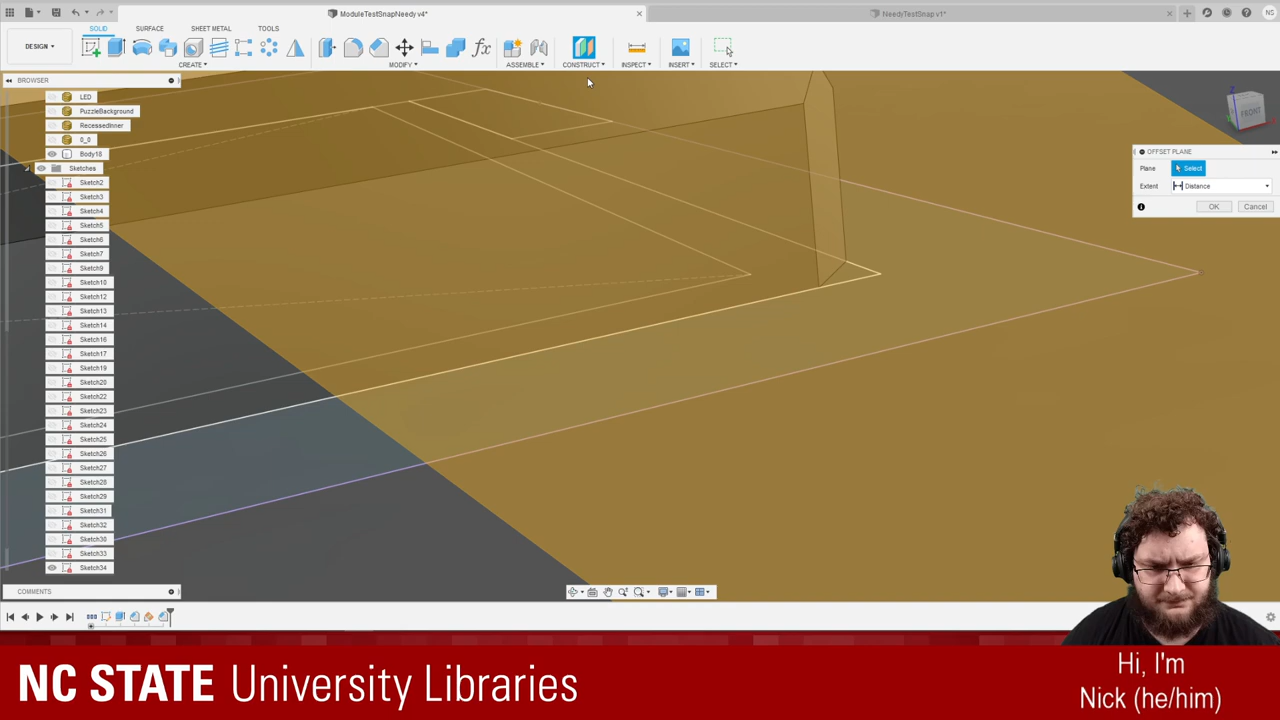 ModuleTestSnapNeedy v4*
NeedyTestSnap v1*
NS
SOLID
SURFACE
SHEET METAL
TOOLS
DESIGN
CREATE
MODIFY
ASSEMBLE
CONSTRUCT
INSPECT
INSERT
SELECT
BROWSER
LED
PuzzleBackground
RecessedInner
0_0
Body18
Sketches
Sketch2
Sketch3
Sketch4
Sketch5
Sketch6
Sketch7
Sketch9
Sketch10
Sketch12
Sketch13
Sketch14
Sketch16
Sketch17
Sketch19
Sketch20
Sketch22
Sketch23
Sketch24
Sketch25
Sketch26
Sketch27
Sketch28
Sketch29
Sketch31
Sketch32
Sketch30
Sketch33
Sketch34
Z
FRONT
OFFSET PLANE
Plane
Select
Extent
Distance
OK
Cancel
COMMENTS
NC STATE University Libraries
Hi, I'm
Nick (he/him)